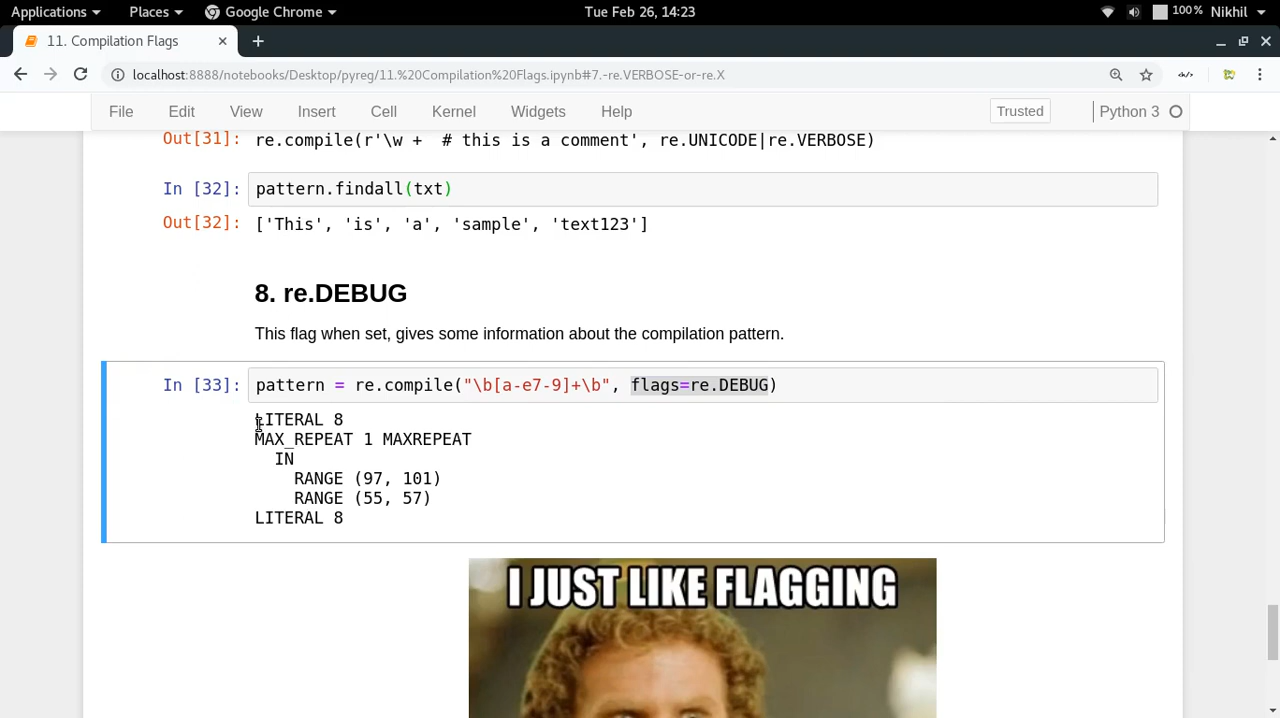 Applications Places Google Chrome Tue Feb 26, 14:23 100% Nikhil
11. Compilation Flags
localhost:8888/notebooks/Desktop/pyreg/11.%20Compilation%20Flags.ipynb#7.-re.VERBOSE-or-re.X
File Edit View Insert Cell Kernel Widgets Help Trusted Python 3
Out[31]: re.compile(r'\w +  # this is a comment', re.UNICODE|re.VERBOSE)
In [32]: pattern.findall(txt)
Out[32]: ['This', 'is', 'a', 'sample', 'text123']
8. re.DEBUG
This flag when set, gives some information about the compilation pattern.
In [33]: pattern = re.compile("\b[a-e7-9]+\b", flags=re.DEBUG)
LITERAL 8
MAX_REPEAT 1 MAXREPEAT
IN
RANGE (97, 101)
RANGE (55, 57)
LITERAL 8
I JUST LIKE FLAGGING